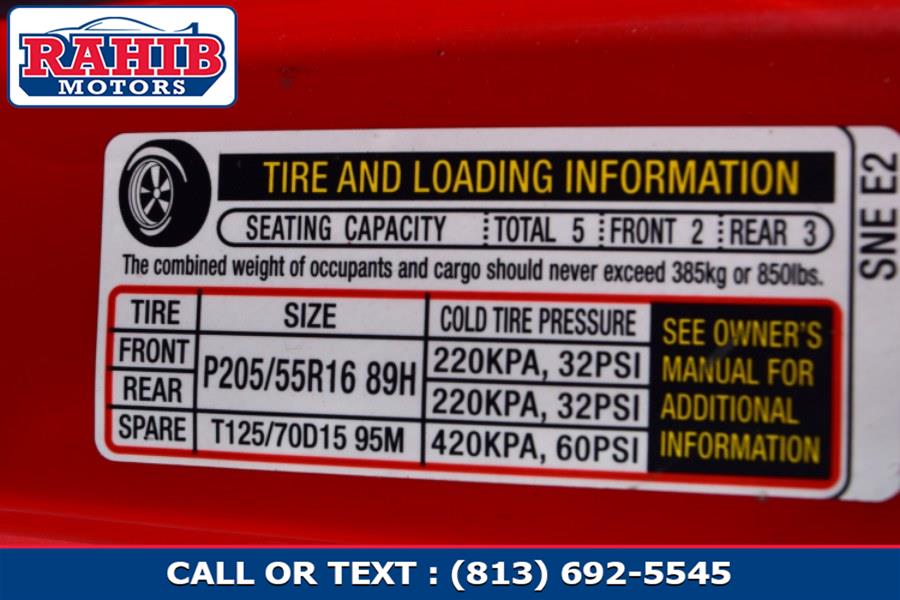 RAHIB
MOTORS
TIRE AND LOADING INFORMATION
SEATING CAPACITY TOTAL 5 FRONT 2 REAR 3
The combined weight of occupants and cargo should never exceed 385kg or 850lbs.
TIRE SIZE COLD TIRE PRESSURE
FRONT P205/55R16 89H 220KPA, 32PSI
REAR 220KPA, 32PSI
SPARE T125/70D15 95M 420KPA, 60PSI
SEE OWNER'S
MANUAL FOR
ADDITIONAL
INFORMATION
SNE E2
CALL OR TEXT : (813) 692-5545